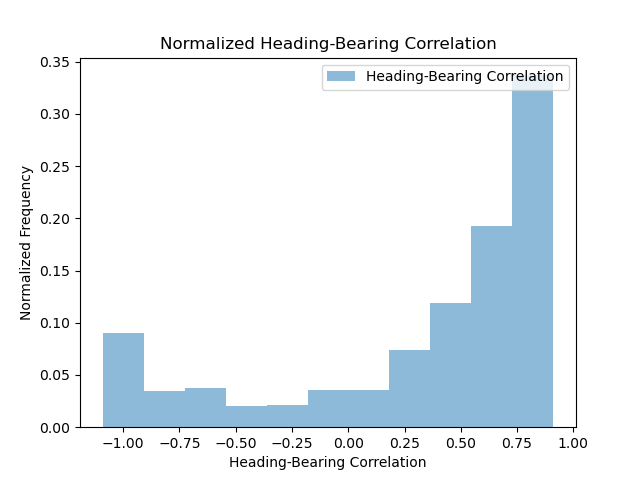 Normalized Heading-Bearing Correlation
Heading-Bearing Correlation
0.35
0.30
0.25
0.20
0.15
0.10
0.05
0.00
Normalized Frequency
−1.00 −0.75 −0.50 −0.25 0.00 0.25 0.50 0.75 1.00
Heading-Bearing Correlation